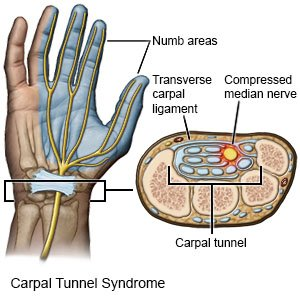 Numb areas
Transverse
carpal
ligament
Compressed
median nerve
Carpal tunnel
Carpal Tunnel Syndrome